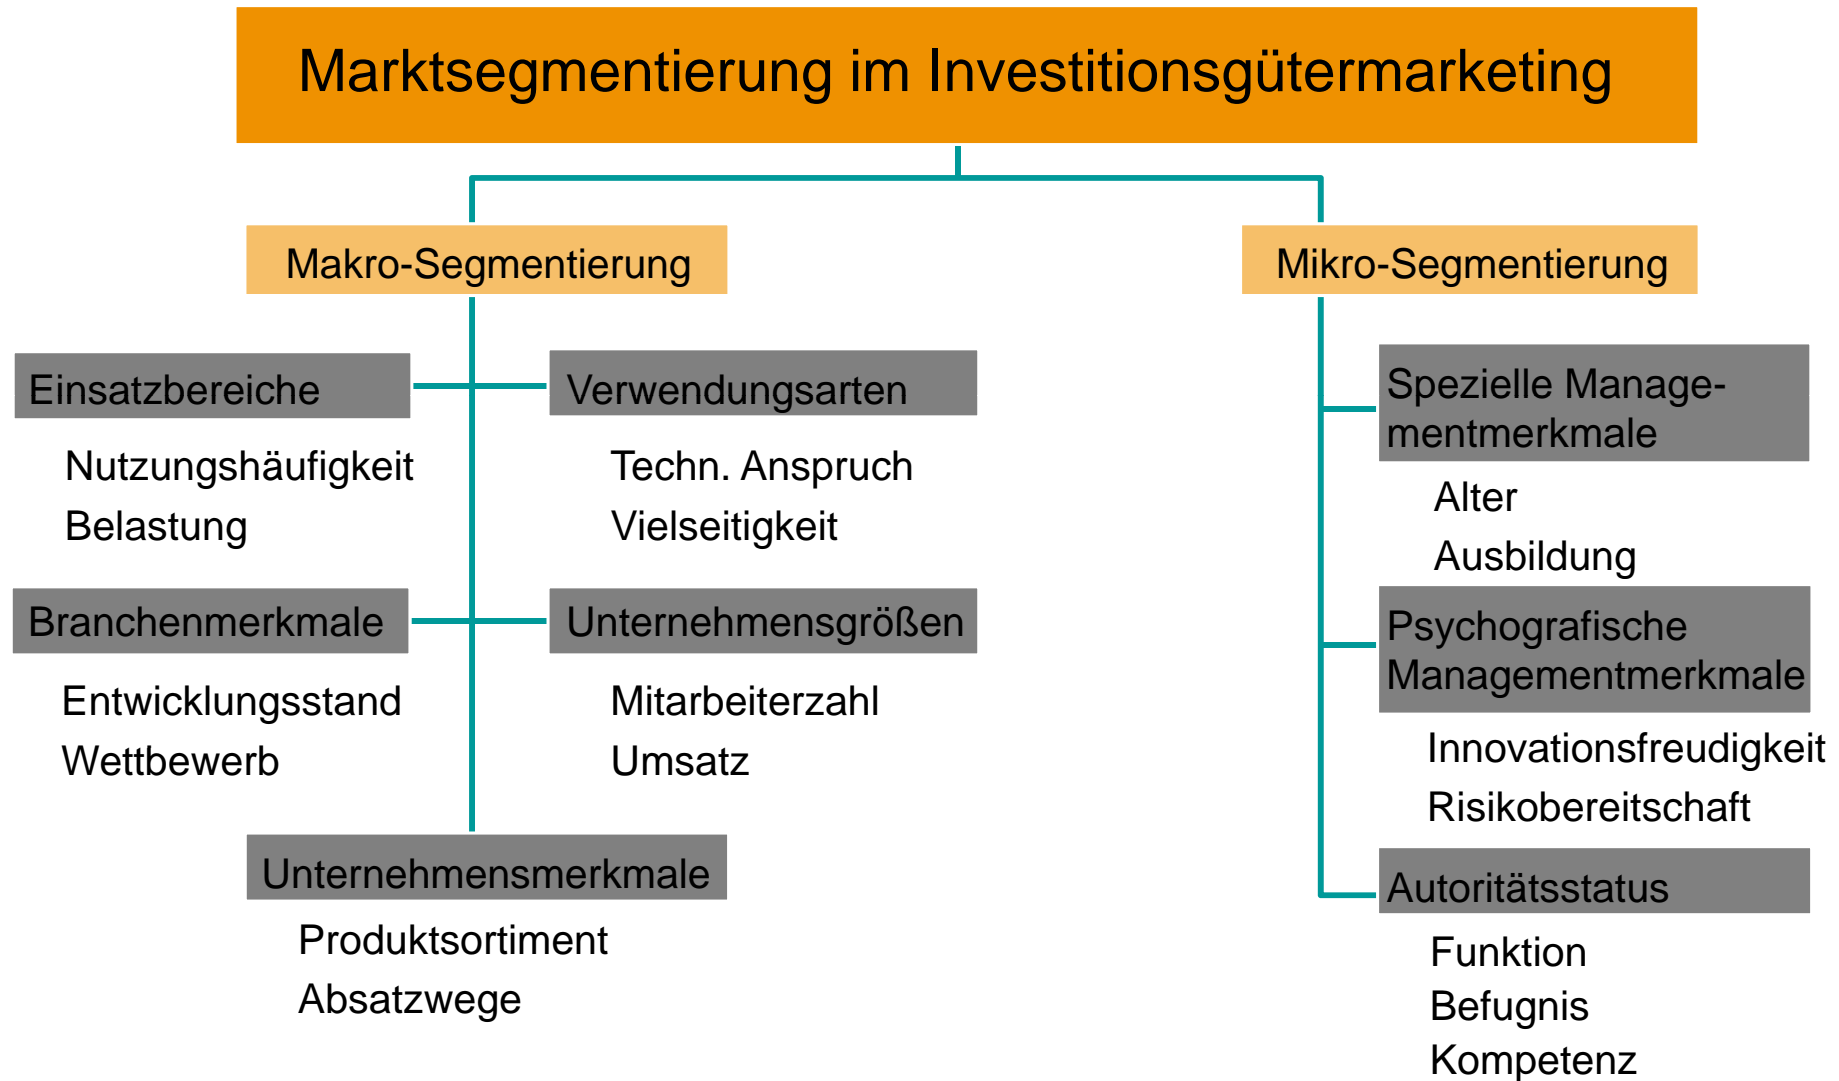 Marktsegmentierung im Investitionsgütermarketing
Makro-Segmentierung
Einsatzbereiche
Nutzungshäufigkeit
Belastung
Verwendungsarten
Techn. Anspruch
Vielseitigkeit
Branchenmerkmale
Entwicklungsstand
Wettbewerb
Unternehmensgrößen
Mitarbeiterzahl
Umsatz
Unternehmensmerkmale
Produktsortiment
Absatzwege
Mikro-Segmentierung
Spezielle Manage-
mentmerkmale
Alter
Ausbildung
Psychografische
Managementmerkmale
Innovationsfreudigkeit
Risikobereitschaft
Autoritätsstatus
Funktion
Befugnis
Kompetenz